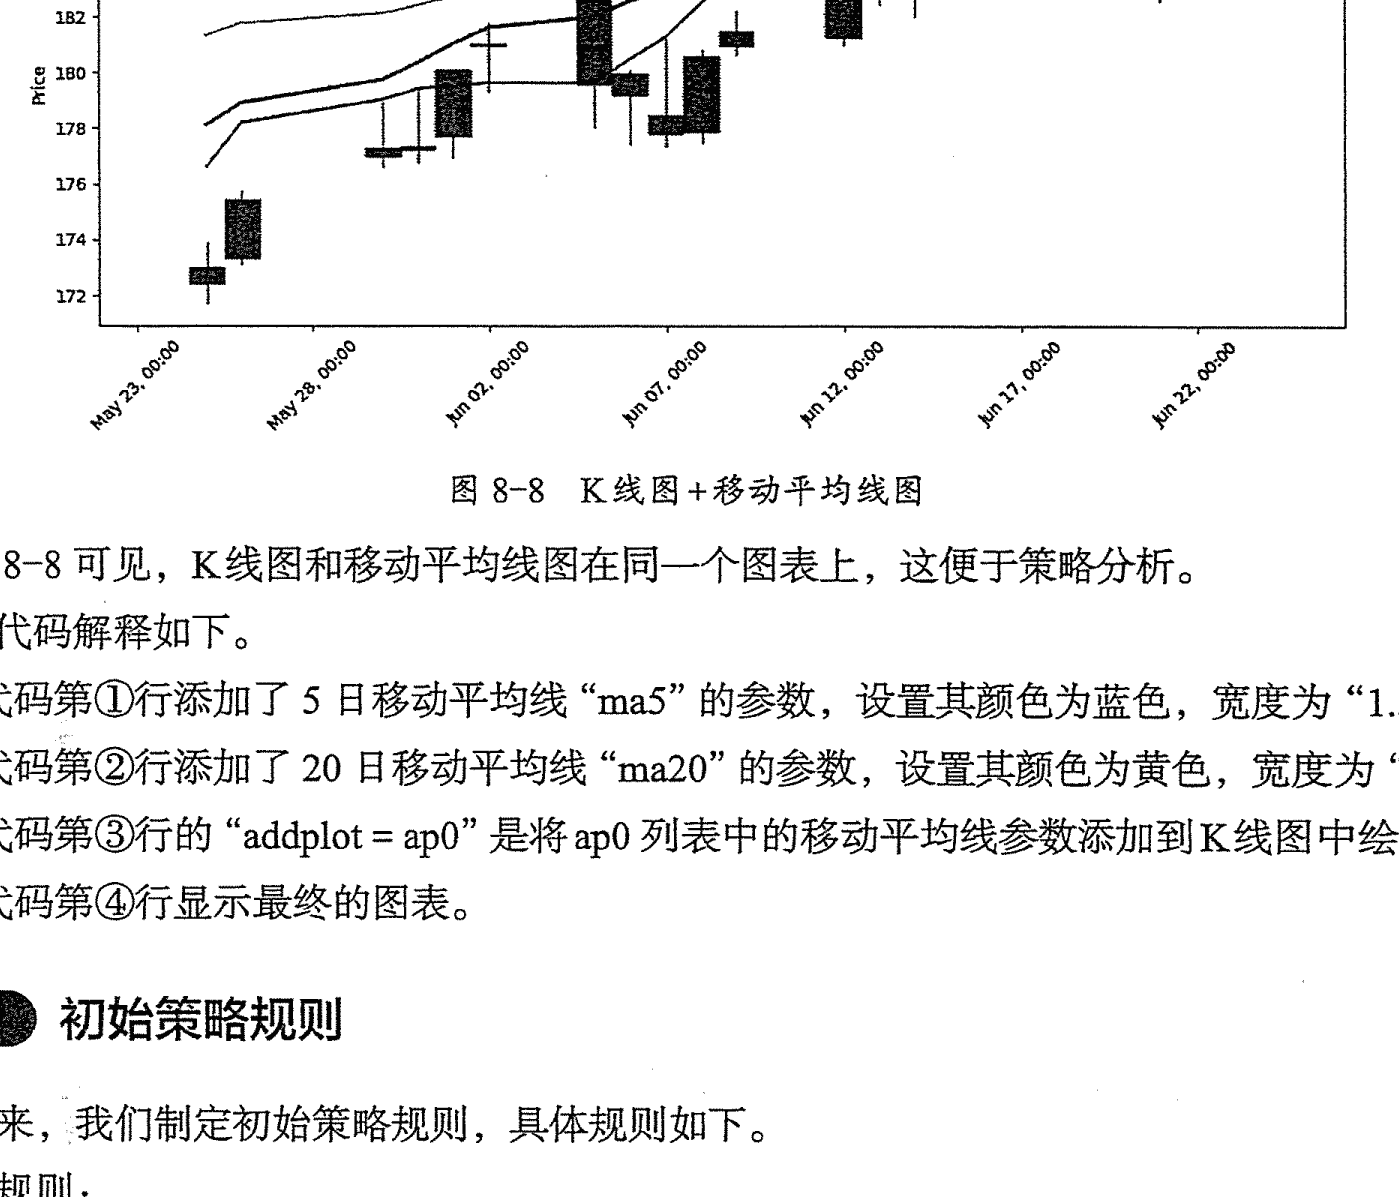 182
180
Price
178
176
174
172
May 23, 00:00
May 28, 00:00
Jun 02, 00:00
Jun 07, 00:00
Jun 12, 00:00
Jun 17, 00:00
Jun 22, 00:00
图 8-8 K线图+移动平均线图
8-8 可见，K线图和移动平均线图在同一个图表上，这便于策略分析。
代码解释如下。
代码第①行添加了 5 日移动平均线“ma5”的参数，设置其颜色为蓝色，宽度为“1.
代码第②行添加了 20 日移动平均线“ma20”的参数，设置其颜色为黄色，宽度为“
代码第③行的“addplot = ap0”是将 ap0 列表中的移动平均线参数添加到K线图中绘
代码第④行显示最终的图表。
初始策略规则
来，我们制定初始策略规则，具体规则如下。
规则：